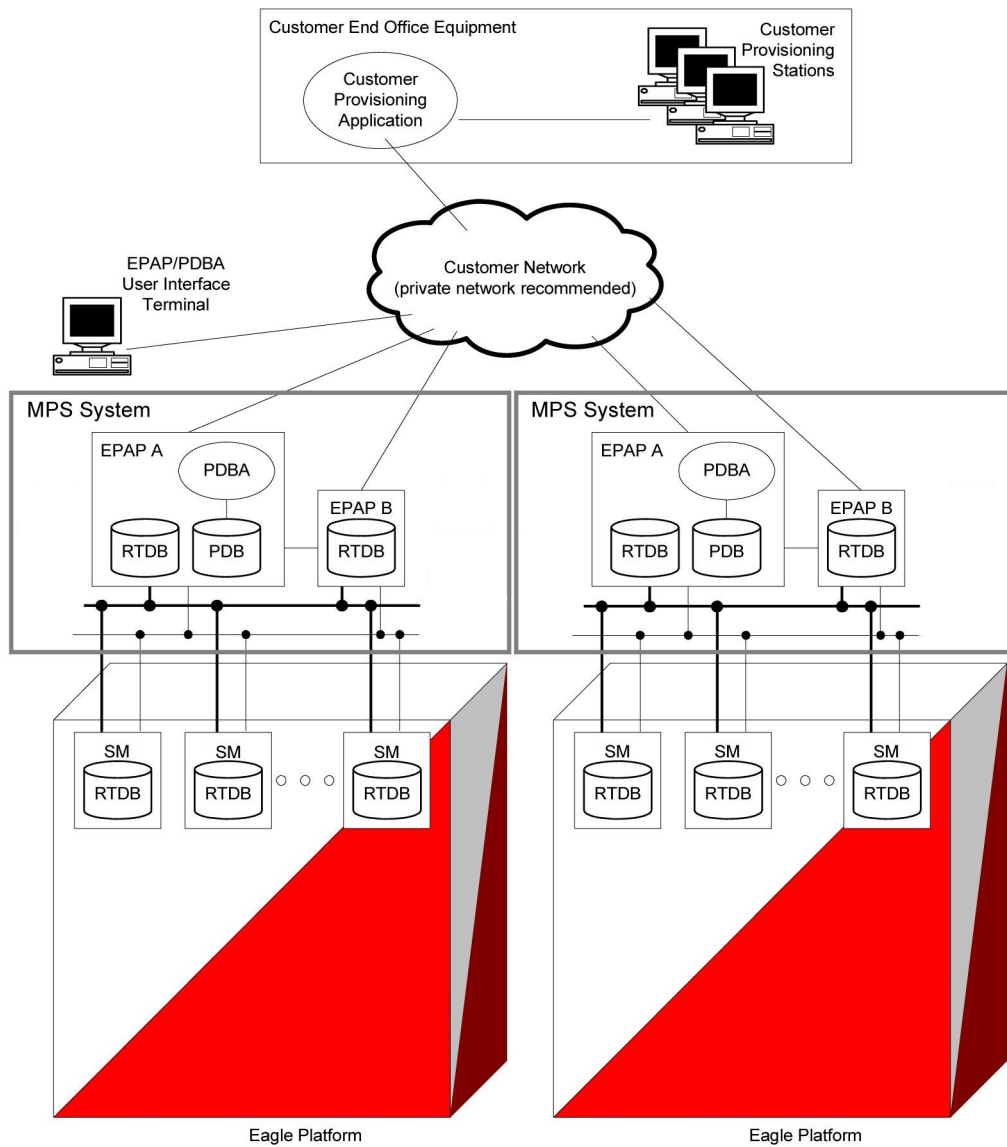 Customer End Office Equipment
Customer
Provisioning
Application
Customer
Provisioning
Stations
Customer Network
(private network recommended)
EPAP/PDBA
User Interface
Terminal
MPS System
EPAP A
PDBA
RTDB
PDB
EPAP B
RTDB
MPS System
EPAP A
PDBA
RTDB
PDB
EPAP B
RTDB
SM
RTDB
SM
RTDB
SM
RTDB
SM
RTDB
SM
RTDB
SM
RTDB
Eagle Platform
Eagle Platform